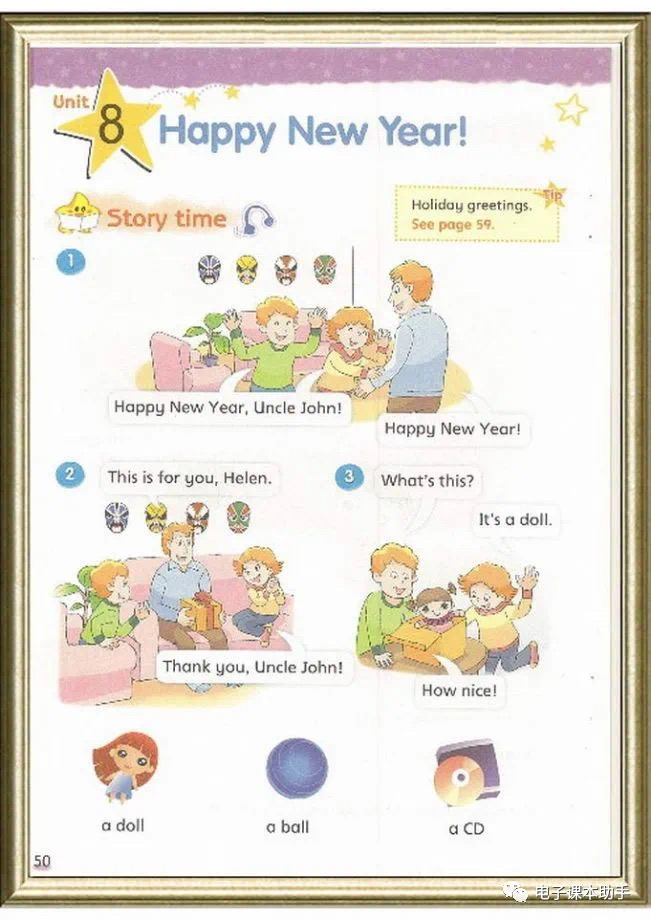 Unit
8
Happy New Year!
Story time
Tip
Holiday greetings.
See page 59.
1
Happy New Year, Uncle John!
Happy New Year!
2
This is for you, Helen.
Thank you, Uncle John!
3
What's this?
It's a doll.
How nice!
a doll
a ball
a CD
50
电子课本助手